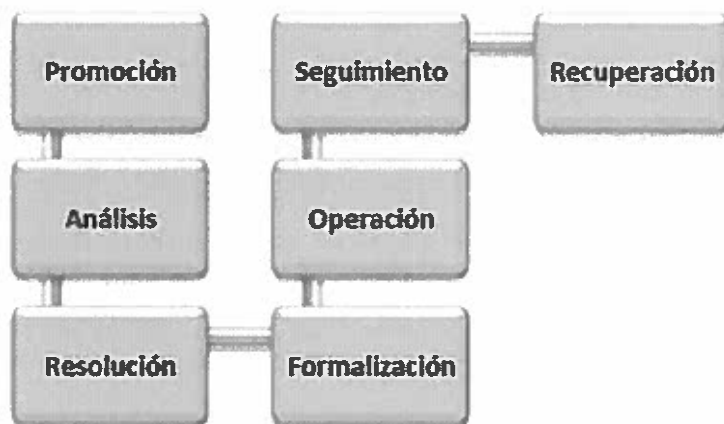 Promoción
Análisis
Resolución
Formalización
Operación
Seguimiento
Recuperación